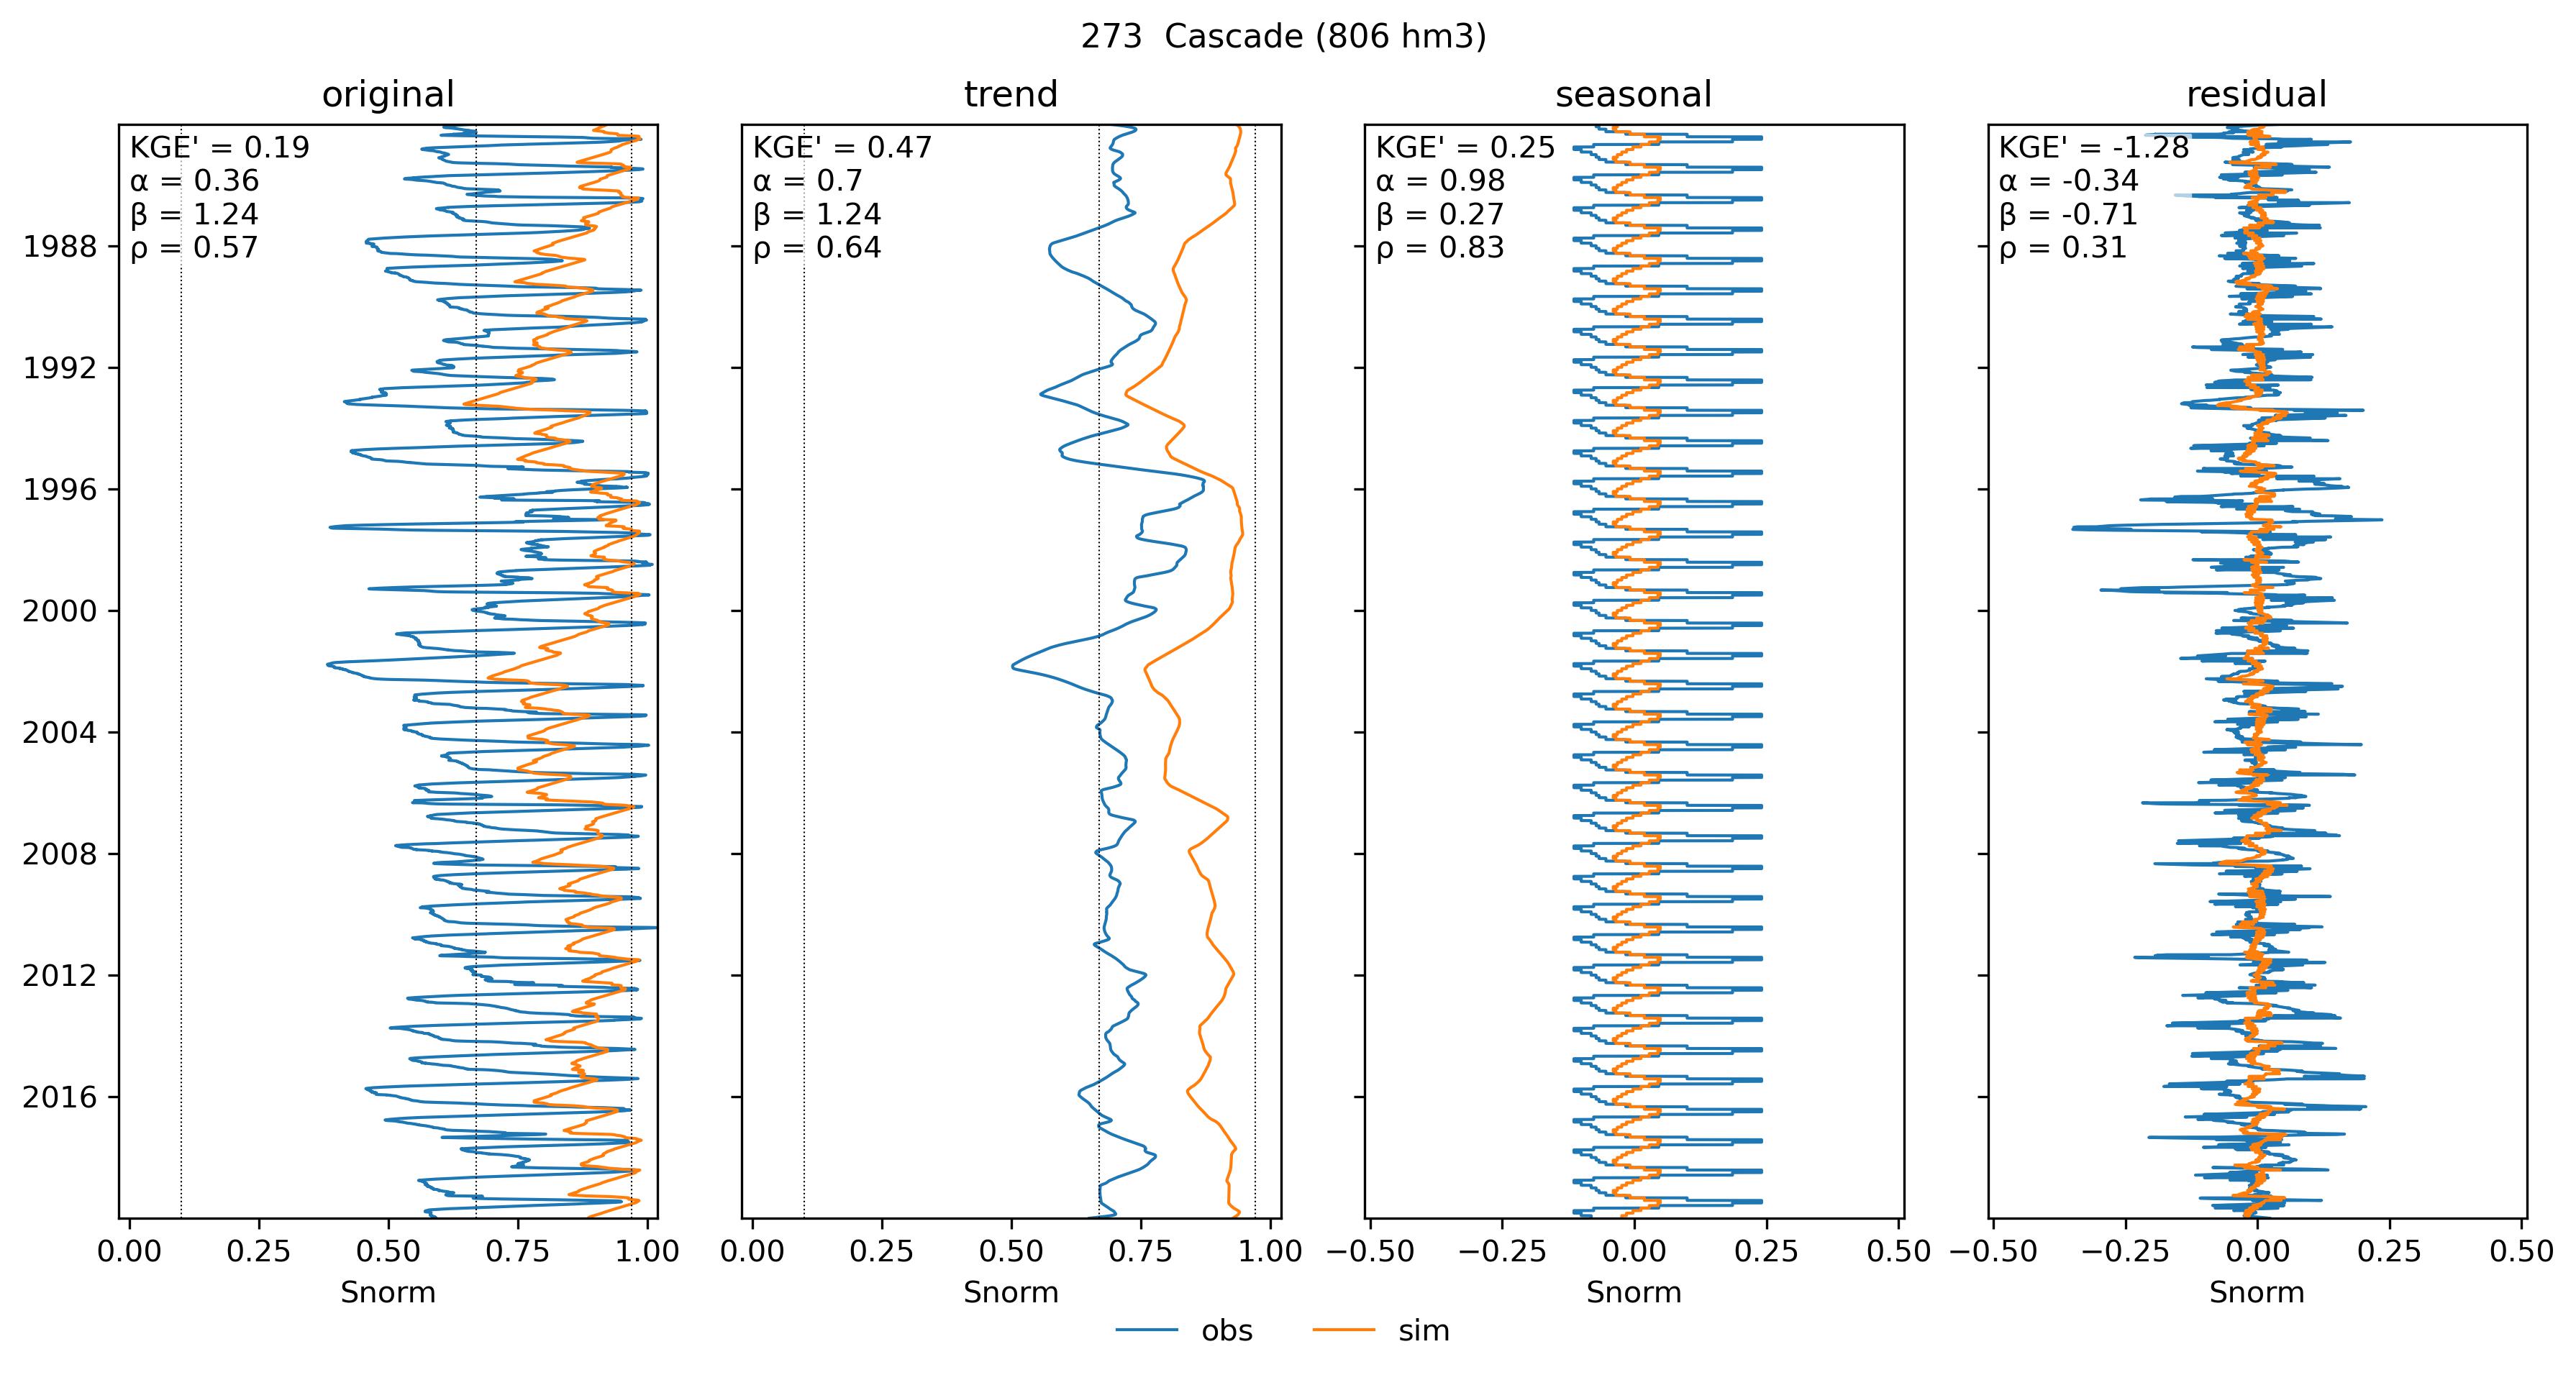 273  Cascade (806 hm3)
original
KGE' = 0.19
α = 0.36
β = 1.24
ρ = 0.57
1988
1992
1996
2000
2004
2008
2012
2016
0.00 0.25 0.50 0.75 1.00
Snorm
trend
KGE' = 0.47
α = 0.7
β = 1.24
ρ = 0.64
0.00 0.25 0.50 0.75 1.00
Snorm
seasonal
KGE' = 0.25
α = 0.98
β = 0.27
ρ = 0.83
−0.50 −0.25 0.00 0.25 0.50
Snorm
residual
KGE' = -1.28
α = -0.34
β = -0.71
ρ = 0.31
−0.50 −0.25 0.00 0.25 0.50
Snorm
obs sim